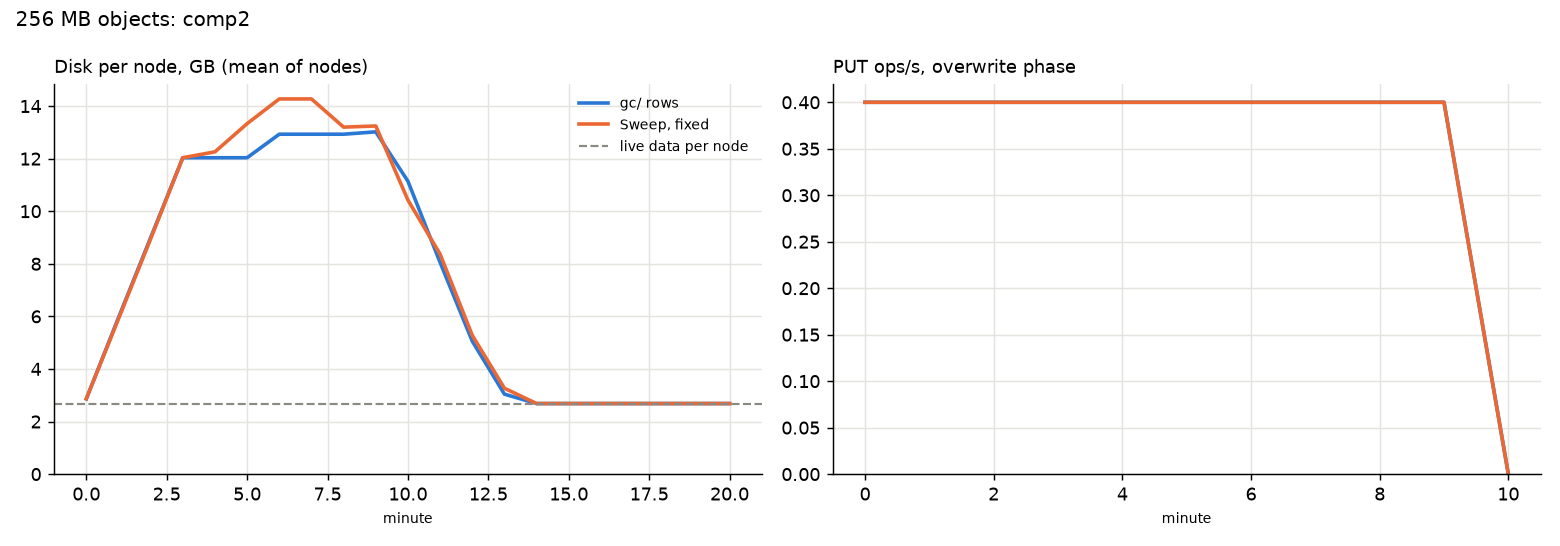 256 MB objects: comp2
Disk per node, GB (mean of nodes)
14
12
10
8
6
4
2
0
gc/ rows
Sweep, fixed
live data per node
0.0 2.5 5.0 7.5 10.0 12.5 15.0 17.5 20.0
minute
PUT ops/s, overwrite phase
0.40
0.35
0.30
0.25
0.20
0.15
0.10
0.05
0.00
0 2 4 6 8 10
minute